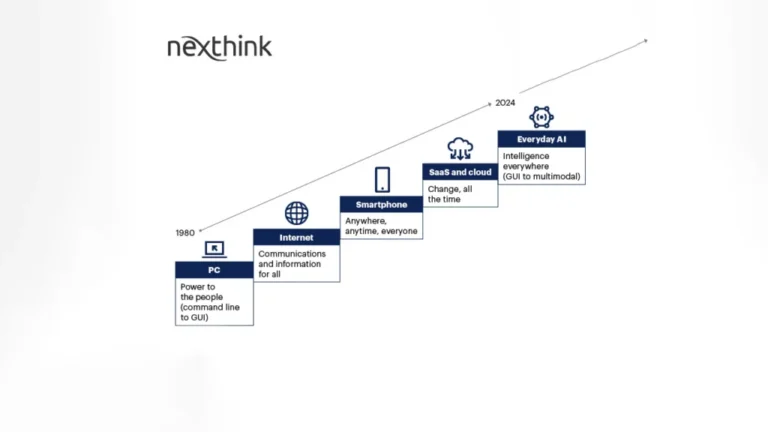 nexthink
2024
Everyday AI
Intelligence
everywhere
(GUI to multimodal)
SaaS and cloud
Change, all
the time
Smartphone
Anywhere,
anytime, everyone
1980
Internet
Communications
and information
for all
PC
Power to
the people
(command line
to GUI)